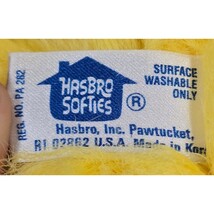 REG. NO. PA 282
HASBRO
SOFTIES
®
SURFACE
WASHABLE
ONLY
Hasbro, Inc. Pawtucket,
RI 02862 U.S.A. Made in Kor